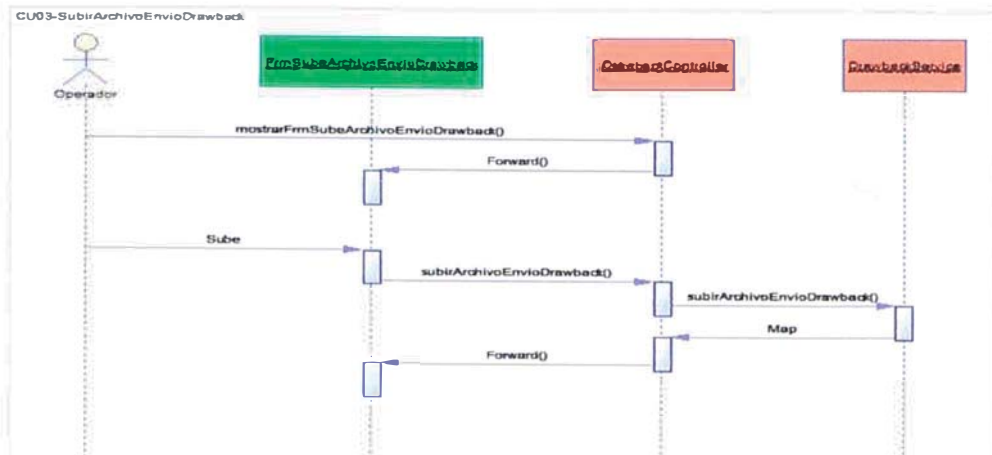 CU03-SubirArchivoEnvioDrawback
FrmSubeArchivoEnvioDrawback
DrawbackController
DrawbackService
Operador
mostrarFrmSubeArchivoEnvioDrawback()
Forward()
Sube
subirArchivoEnvioDrawback()
subirArchivoEnvioDrawback()
Map
Forward()